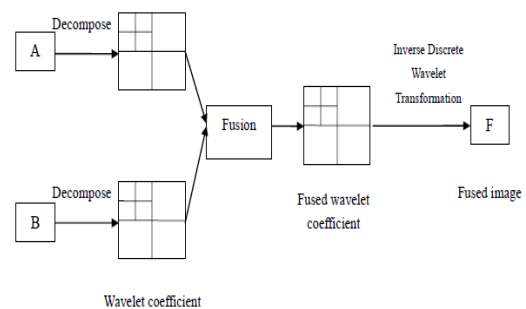 Decompose
A
Inverse Discrete
Wavelet
Transformation
Fusion
F
Decompose
B
Fused wavelet
coefficient
Fused image
Wavelet coefficient